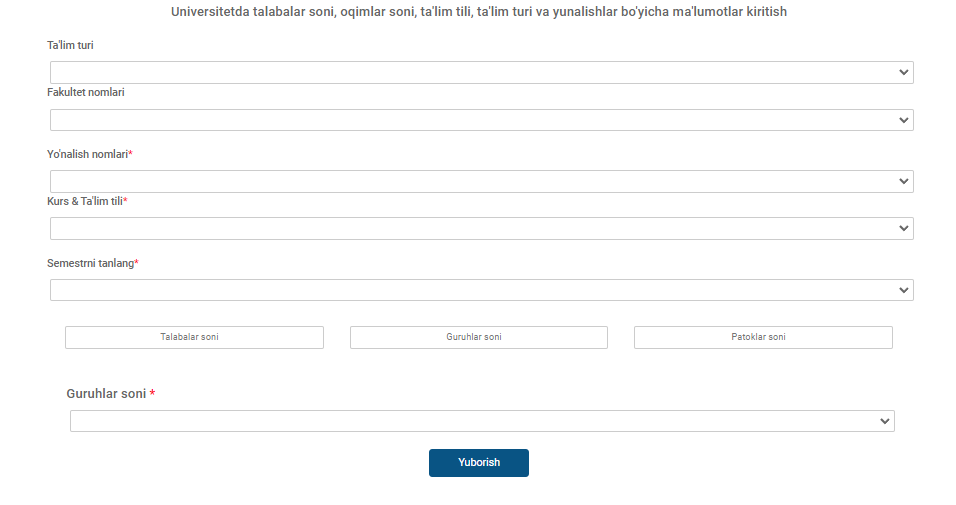 Universitetda talabalar soni, oqimlar soni, ta'lim tili, ta'lim turi va yunalishlar bo'yicha ma'lumotlar kiritish
Ta'lim turi
Fakultet nomlari
Yo'nalish nomlari*
Kurs & Ta'lim tili*
Semestrni tanlang*
Talabalar soni
Guruhlar soni
Patoklar soni
Guruhlar soni *
Yuborish